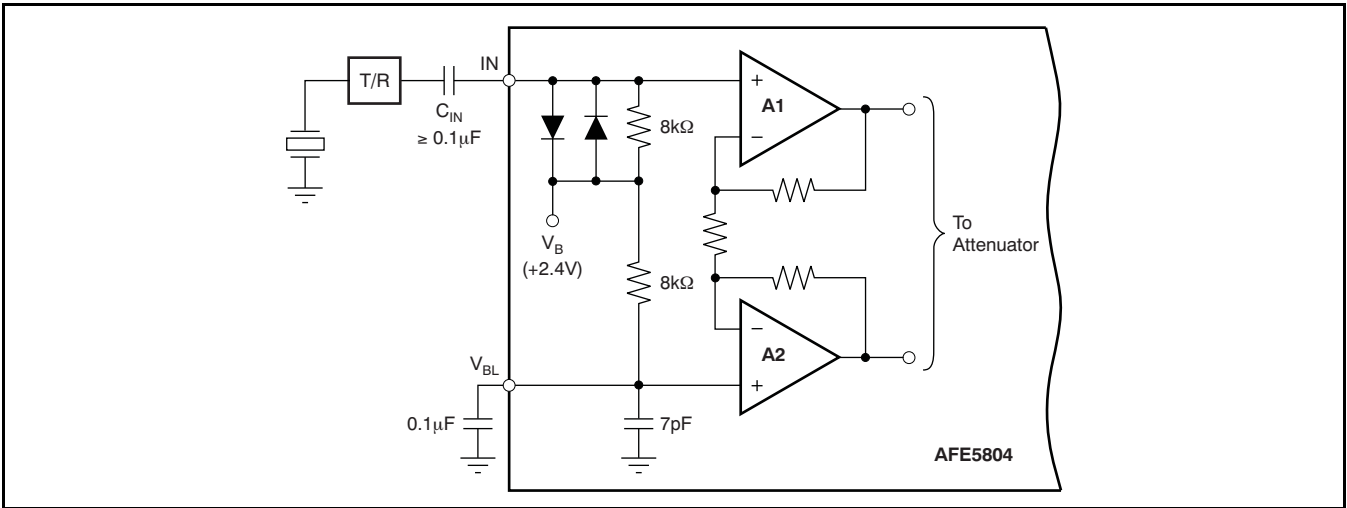 T/R
C_IN
≥ 0.1μF
IN
8kΩ
V_B
(+2.4V)
8kΩ
V_BL
0.1μF
7pF
+
A1
−
−
A2
+
To
Attenuator
AFE5804